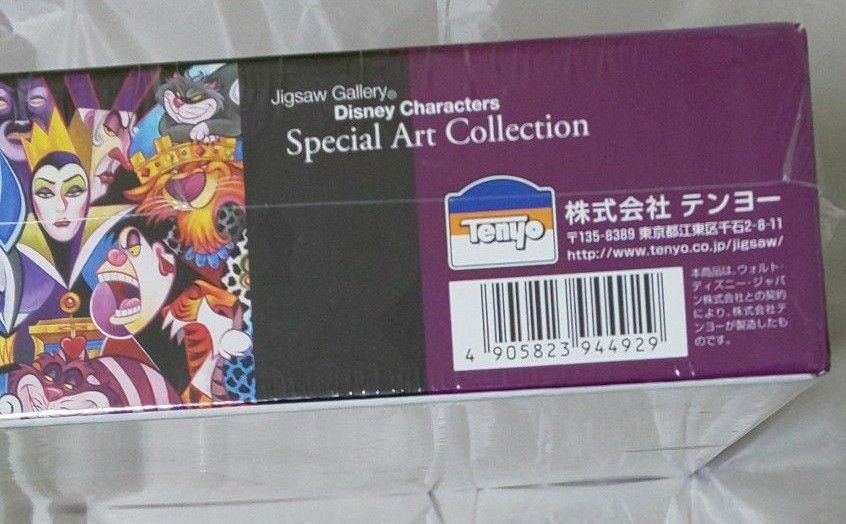 Jigsaw Gallery®
Disney Characters
Special Art Collection
Tenyo
株式会社 テンヨー
〒135-8389 東京都江東区千石2-8-11
http://www.tenyo.co.jp/jigsaw/
本商品は、ウォルト・
ディズニー・ジャパ
ン株式会社との契約
により、株式会社テ
ンヨーが製造したも
のです。
4 905823 944929